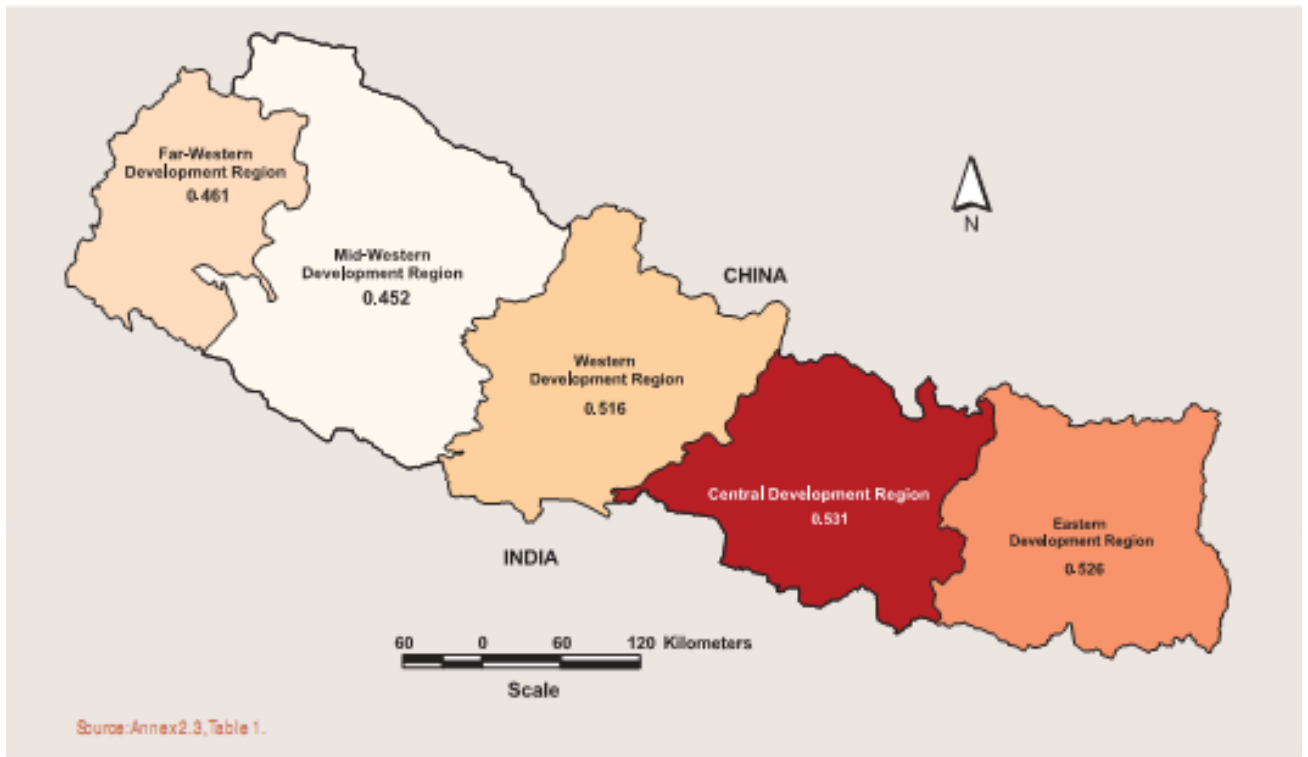 Far-Western
Development Region
0.461
Mid-Western
Development Region
0.452
CHINA
N
Western
Development Region
0.516
Central Development Region
0.531
Eastern
Development Region
0.526
INDIA
60 0 60 120 Kilometers
Scale
Source:Annex2.3,Table 1.